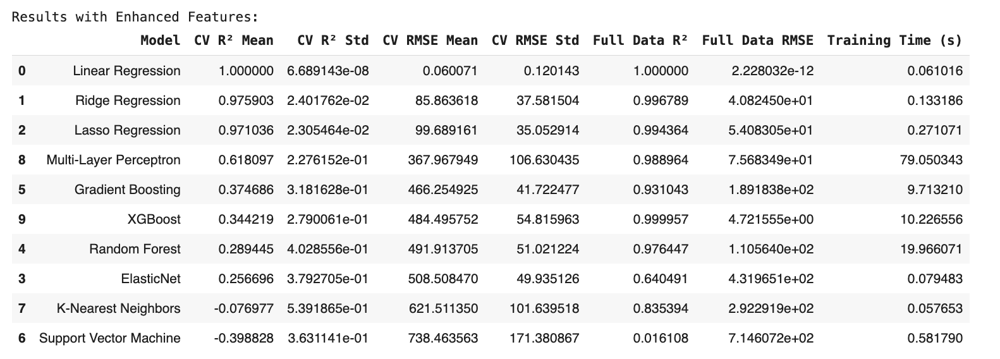 Results with Enhanced Features:
Model CV R² Mean CV R² Std CV RMSE Mean CV RMSE Std Full Data R² Full Data RMSE Training Time (s)
0 Linear Regression 1.000000 6.689143e-08 0.060071 0.120143 1.000000 2.228032e-12 0.061016
1 Ridge Regression 0.975903 2.401762e-02 85.863618 37.581504 0.996789 4.082450e+01 0.133186
2 Lasso Regression 0.971036 2.305464e-02 99.689161 35.052914 0.994364 5.408305e+01 0.271071
8 Multi-Layer Perceptron 0.618097 2.276152e-01 367.967949 106.630435 0.988964 7.568349e+01 79.050343
5 Gradient Boosting 0.374686 3.181628e-01 466.254925 41.722477 0.931043 1.891838e+02 9.713210
9 XGBoost 0.344219 2.790061e-01 484.495752 54.815963 0.999957 4.721555e+00 10.226556
4 Random Forest 0.289445 4.028556e-01 491.913705 51.021224 0.976447 1.105640e+02 19.966071
3 ElasticNet 0.256696 3.792705e-01 508.508470 49.935126 0.640491 4.319651e+02 0.079483
7 K-Nearest Neighbors -0.076977 5.391865e-01 621.511350 101.639518 0.835394 2.922919e+02 0.057653
6 Support Vector Machine -0.398828 3.631141e-01 738.463563 171.380867 0.016108 7.146072e+02 0.581790